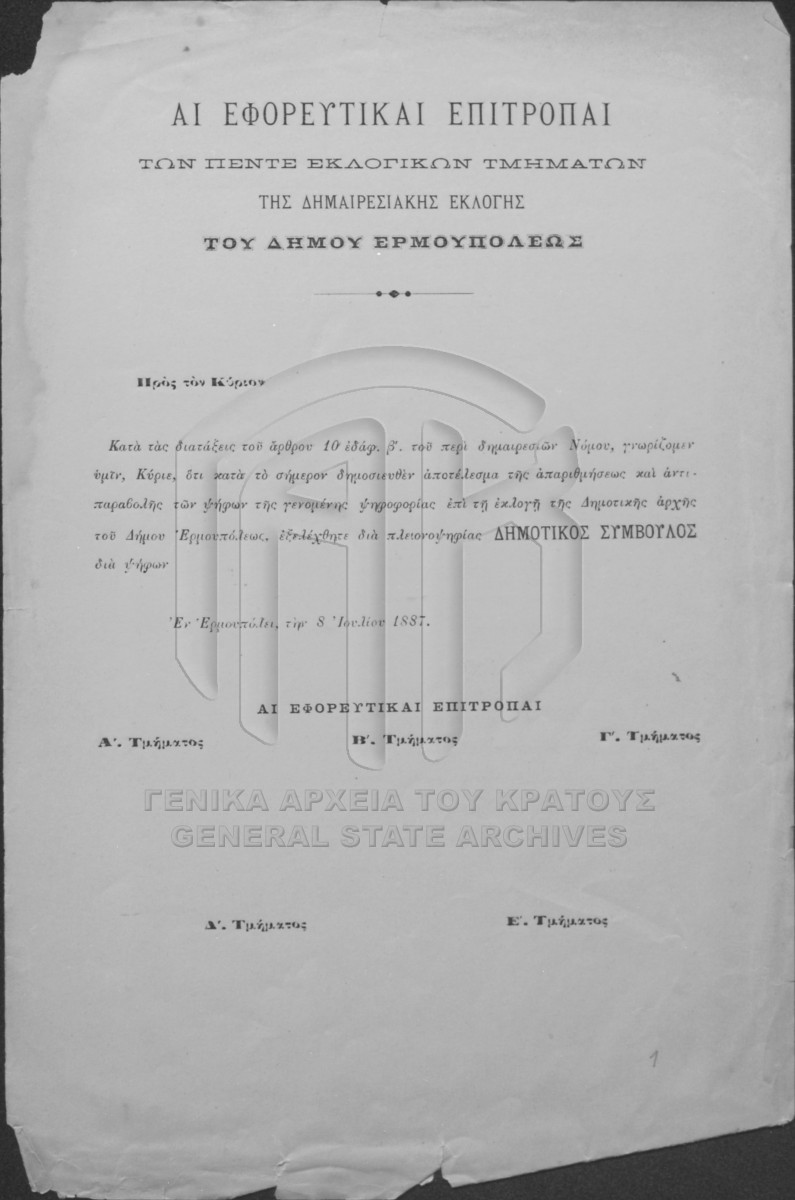 ΑΙ ΕΦΟΡΕΥΤΙΚΑΙ ΕΠΙΤΡΟΠΑΙ
ΤΩΝ ΠΕΝΤΕ ΕΚΛΟΓΙΚΩΝ ΤΜΗΜΑΤΩΝ
ΤΗΣ ΔΗΜΑΙΡΕΣΙΑΚΗΣ ΕΚΛΟΓΗΣ
ΤΟΥ ΔΗΜΟΥ ΕΡΜΟΥΠΟΛΕΩΣ
Πρὸς τὸν Κύριον
Κατὰ τὰς διατάξεις τοῦ ἄρθρου 10 ἐδάφ. β'. τοῦ περὶ δημαιρεσιῶν Νόμου, γνωρίζομεν
ὑμῖν, Κύριε, ὅτι κατὰ τὸ σήμερον δημοσιευθὲν ἀποτέλεσμα τῆς ἀπαριθμήσεως καὶ ἀντι-
παραβολῆς τῶν ψήφων τῆς γενομένης ψηφοφορίας ἐπὶ τῇ ἐκλογῇ τῆς Δημοτικῆς ἀρχῆς
τοῦ Δήμου Ἑρμουπόλεως, ἐξελέχθητε διὰ πλειονοψηφίας ΔΗΜΟΤΙΚΟΣ ΣΥΜΒΟΥΛΟΣ
διὰ ψήφων
Ἐν Ἑρμουπόλει, τὴν 8 Ἰουλίου 1887.
ΑΙ ΕΦΟΡΕΥΤΙΚΑΙ ΕΠΙΤΡΟΠΑΙ
Α'. Τμήματος Β'. Τμήματος Γ'. Τμήματος
ΓΕΝΙΚΑ ΑΡΧΕΙΑ ΤΟΥ ΚΡΑΤΟΥΣ
GENERAL STATE ARCHIVES
Δ'. Τμήματος Ε'. Τμήματος
1